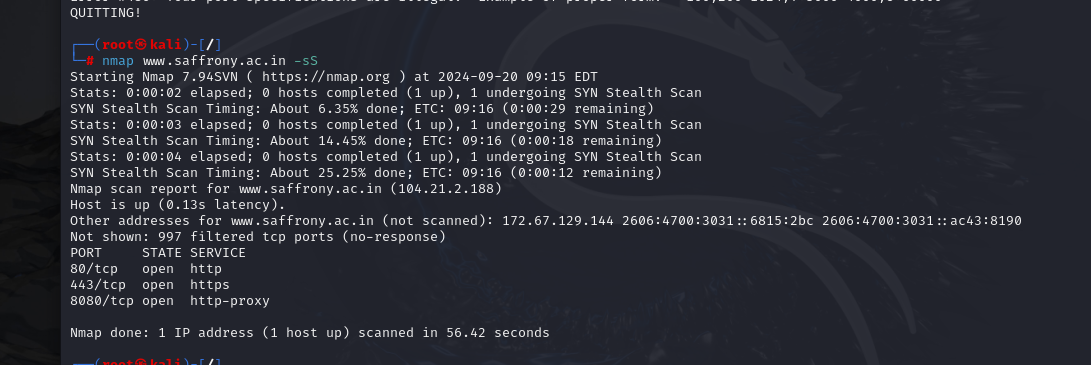 QUITTING!
┌──(root㉿kali)-[/]
└─# nmap www.saffrony.ac.in -sS
Starting Nmap 7.94SVN ( https://nmap.org ) at 2024-09-20 09:15 EDT
Stats: 0:00:02 elapsed; 0 hosts completed (1 up), 1 undergoing SYN Stealth Scan
SYN Stealth Scan Timing: About 6.35% done; ETC: 09:16 (0:00:29 remaining)
Stats: 0:00:03 elapsed; 0 hosts completed (1 up), 1 undergoing SYN Stealth Scan
SYN Stealth Scan Timing: About 14.45% done; ETC: 09:16 (0:00:18 remaining)
Stats: 0:00:04 elapsed; 0 hosts completed (1 up), 1 undergoing SYN Stealth Scan
SYN Stealth Scan Timing: About 25.25% done; ETC: 09:16 (0:00:12 remaining)
Nmap scan report for www.saffrony.ac.in (104.21.2.188)
Host is up (0.13s latency).
Other addresses for www.saffrony.ac.in (not scanned): 172.67.129.144 2606:4700:3031::6815:2bc 2606:4700:3031::ac43:8190
Not shown: 997 filtered tcp ports (no-response)
PORT     STATE SERVICE
80/tcp   open  http
443/tcp  open  https
8080/tcp open  http-proxy
Nmap done: 1 IP address (1 host up) scanned in 56.42 seconds
┌──(root㉿kali)-[/]